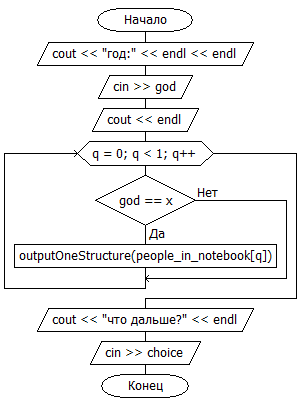 Начало
cout << "год:" << endl << endl
cin >> god
cout << endl
q = 0; q < 1; q++
god == x
Нет
Да
outputOneStructure(people_in_notebook[q])
cout << "что дальше?" << endl
cin >> choice
Конец